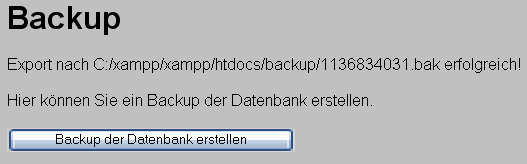 Backup
Export nach C:/xampp/xampp/htdocs/backup/1136834031.bak erfolgreich!
Hier können Sie ein Backup der Datenbank erstellen.
Backup der Datenbank erstellen